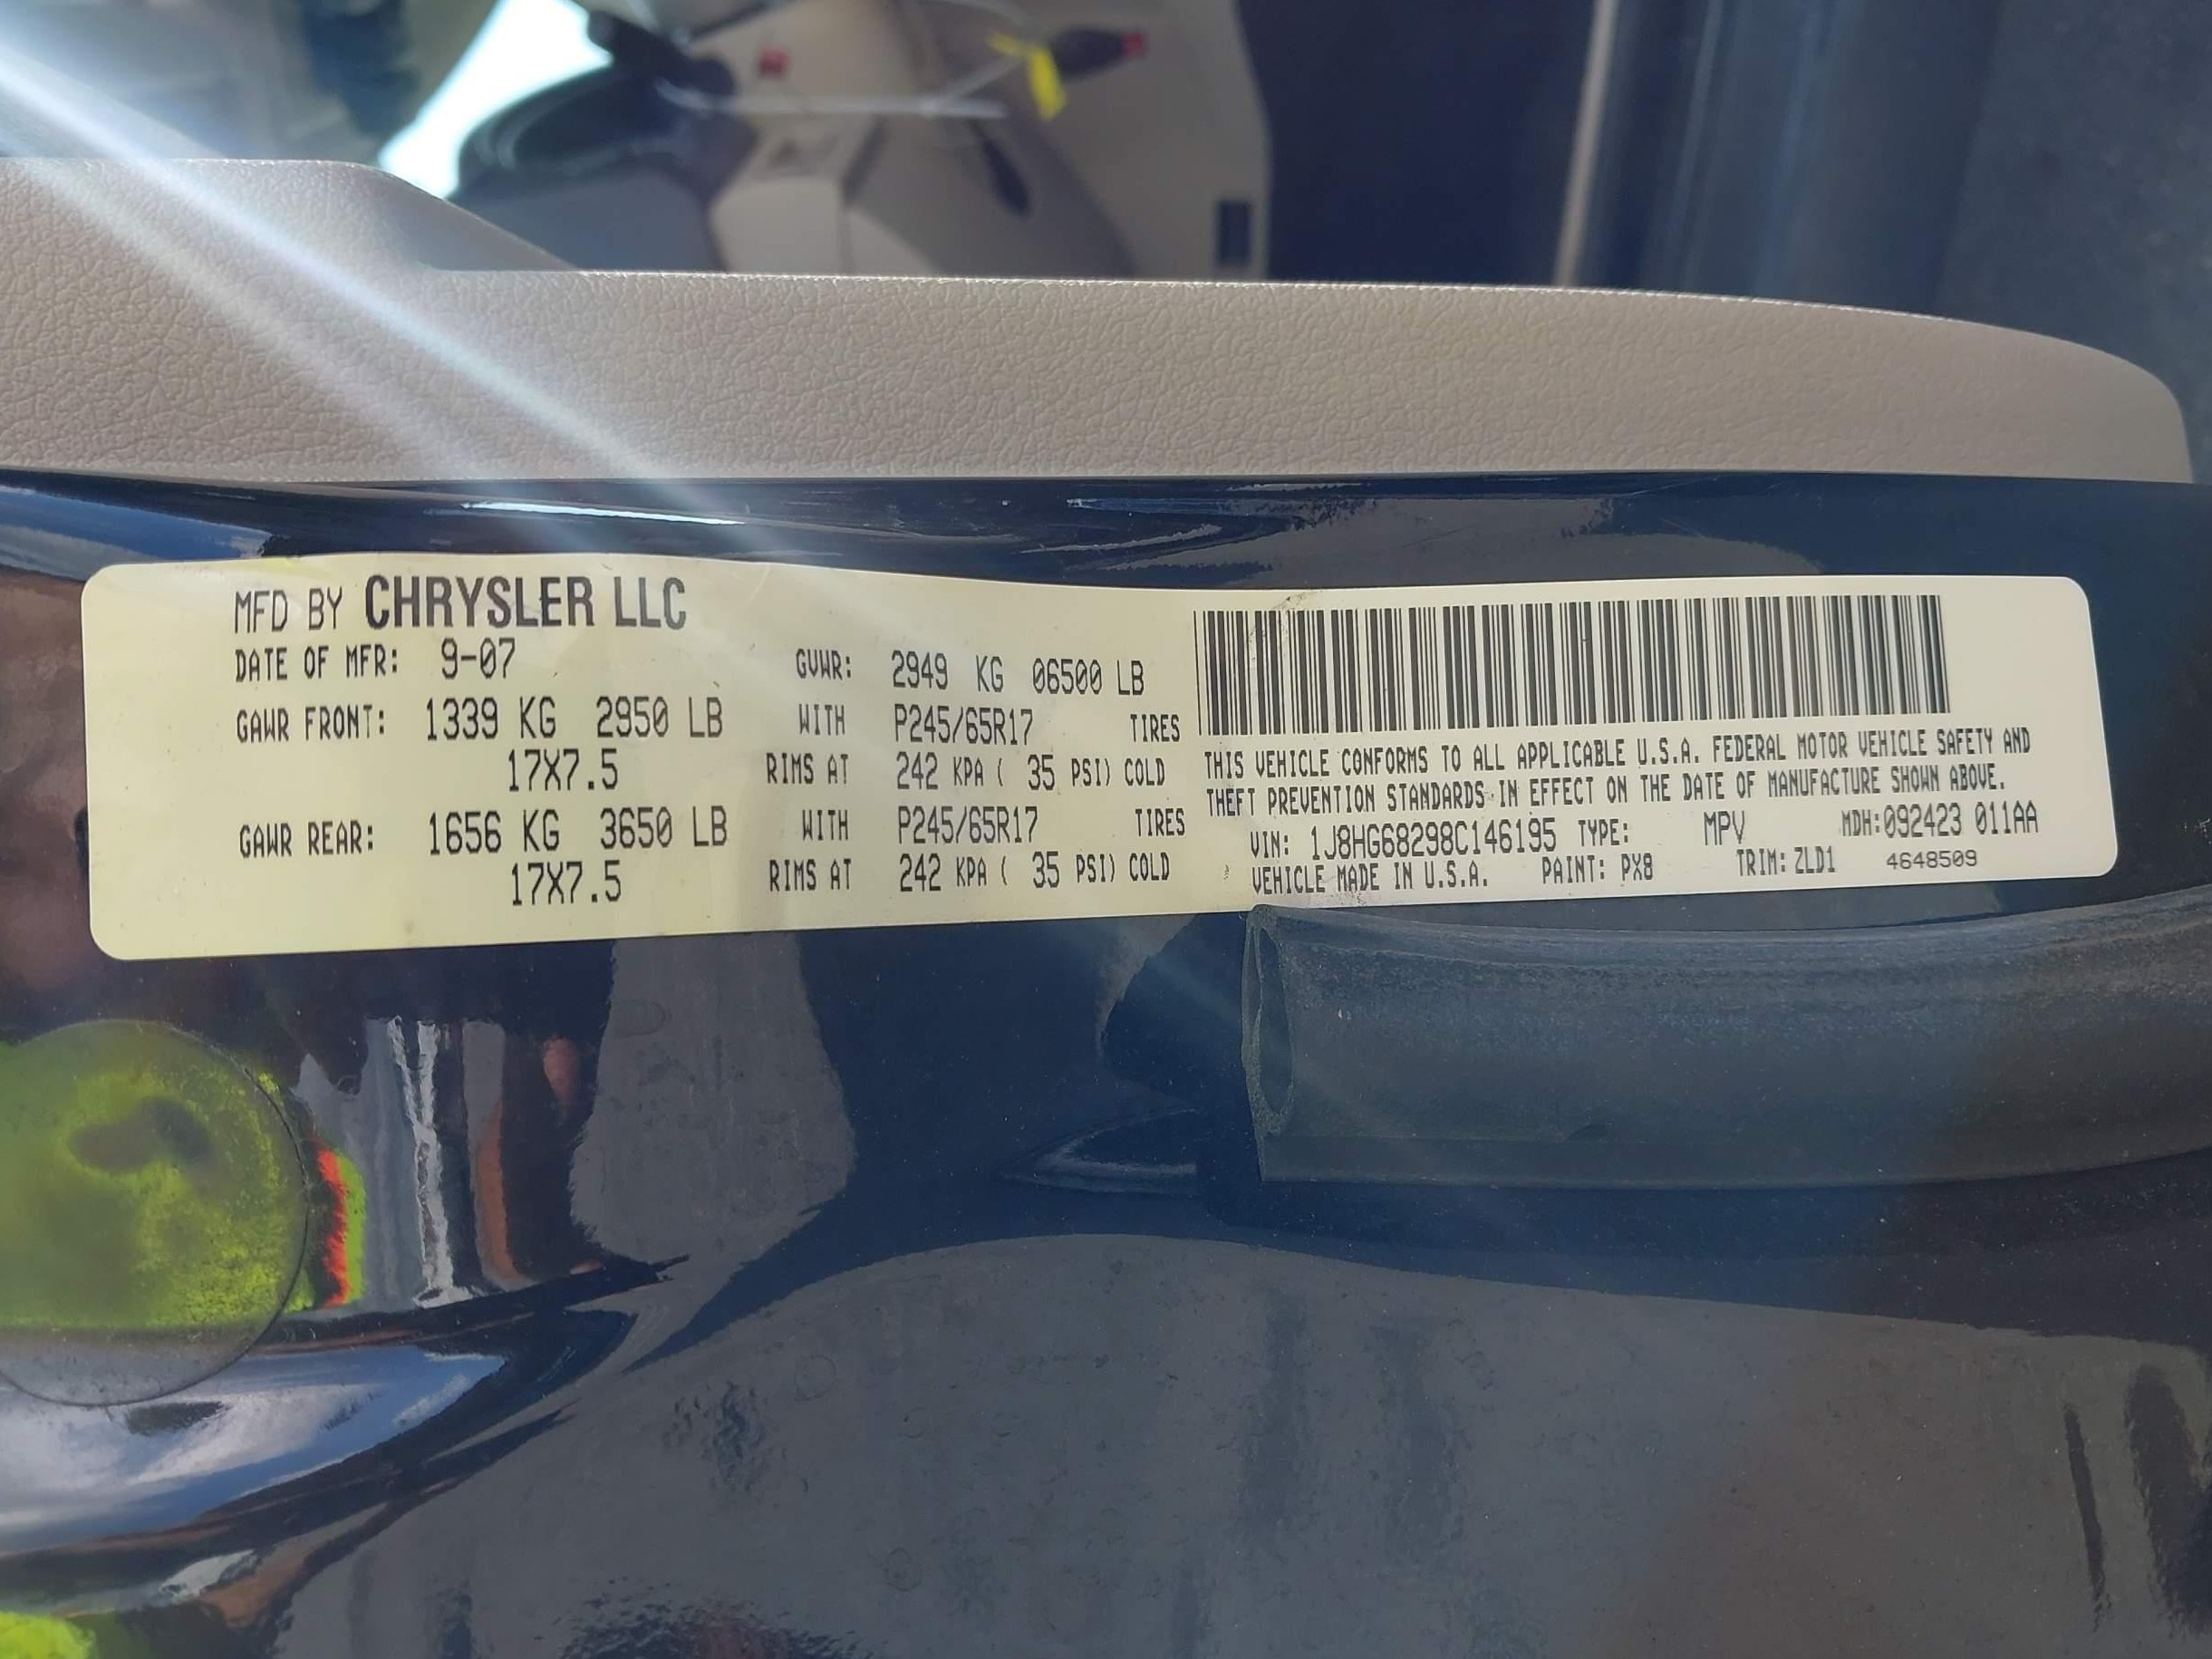 MFD BY CHRYSLER LLC
DATE OF MFR: 9-07 GVWR: 2949 KG 06500 LB
GAWR FRONT: 1339 KG 2950 LB WITH P245/65R17 TIRES
17X7.5 RIMS AT 242 KPA ( 35 PSI) COLD
GAWR REAR: 1656 KG 3650 LB WITH P245/65R17 TIRES
17X7.5 RIMS AT 242 KPA ( 35 PSI) COLD
THIS VEHICLE CONFORMS TO ALL APPLICABLE U.S.A. FEDERAL MOTOR VEHICLE SAFETY AND
THEFT PREVENTION STANDARDS IN EFFECT ON THE DATE OF MANUFACTURE SHOWN ABOVE.
VIN: 1J8HG68298C146195 TYPE: MPV MDH:092423 011AA
VEHICLE MADE IN U.S.A. PAINT: PX8 TRIM: ZLD1 4648509